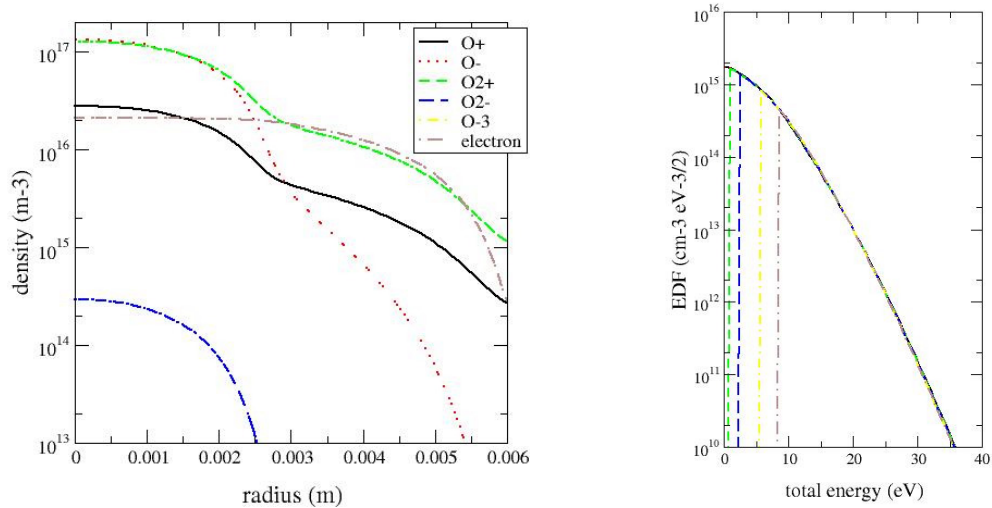 10^17
10^16
10^15
10^14
10^13
density (m-3)
0 0.001 0.002 0.003 0.004 0.005 0.006
radius (m)
O+
O-
O2+
O2-
O-3
electron
10^16
10^15
10^14
10^13
10^12
10^11
10^10
EDF (cm-3 eV-3/2)
0 10 20 30 40
total energy (eV)